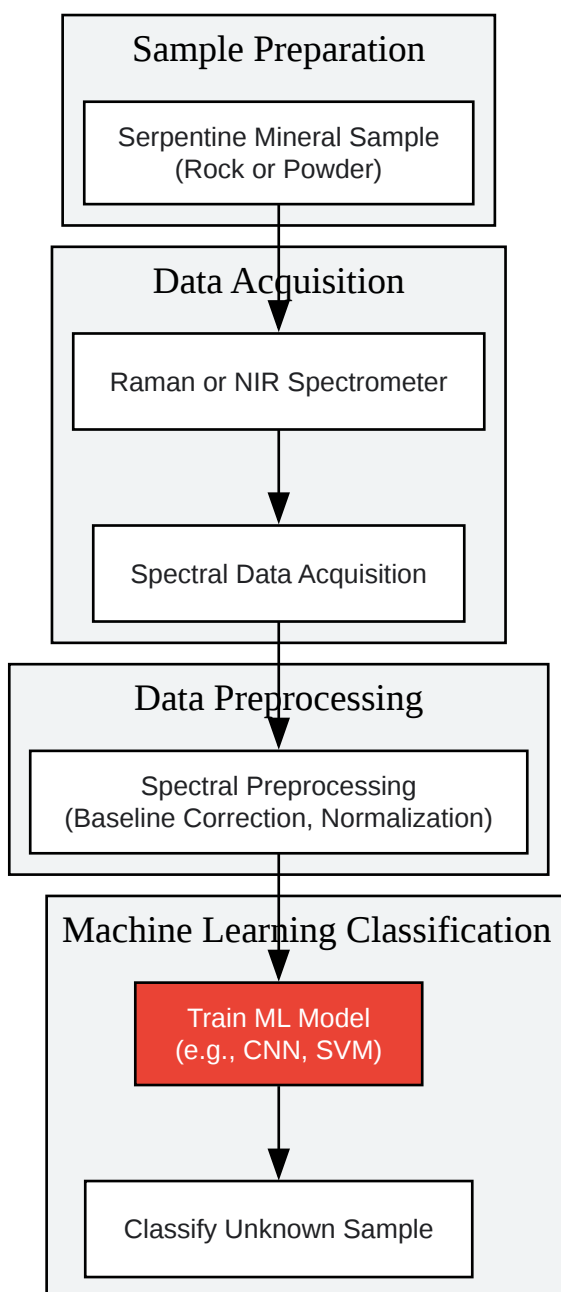 Sample Preparation
Serpentine Mineral Sample
(Rock or Powder)
Data Acquisition
Raman or NIR Spectrometer
Spectral Data Acquisition
Data Preprocessing
Spectral Preprocessing
(Baseline Correction, Normalization)
Machine Learning Classification
Train ML Model
(e.g., CNN, SVM)
Classify Unknown Sample